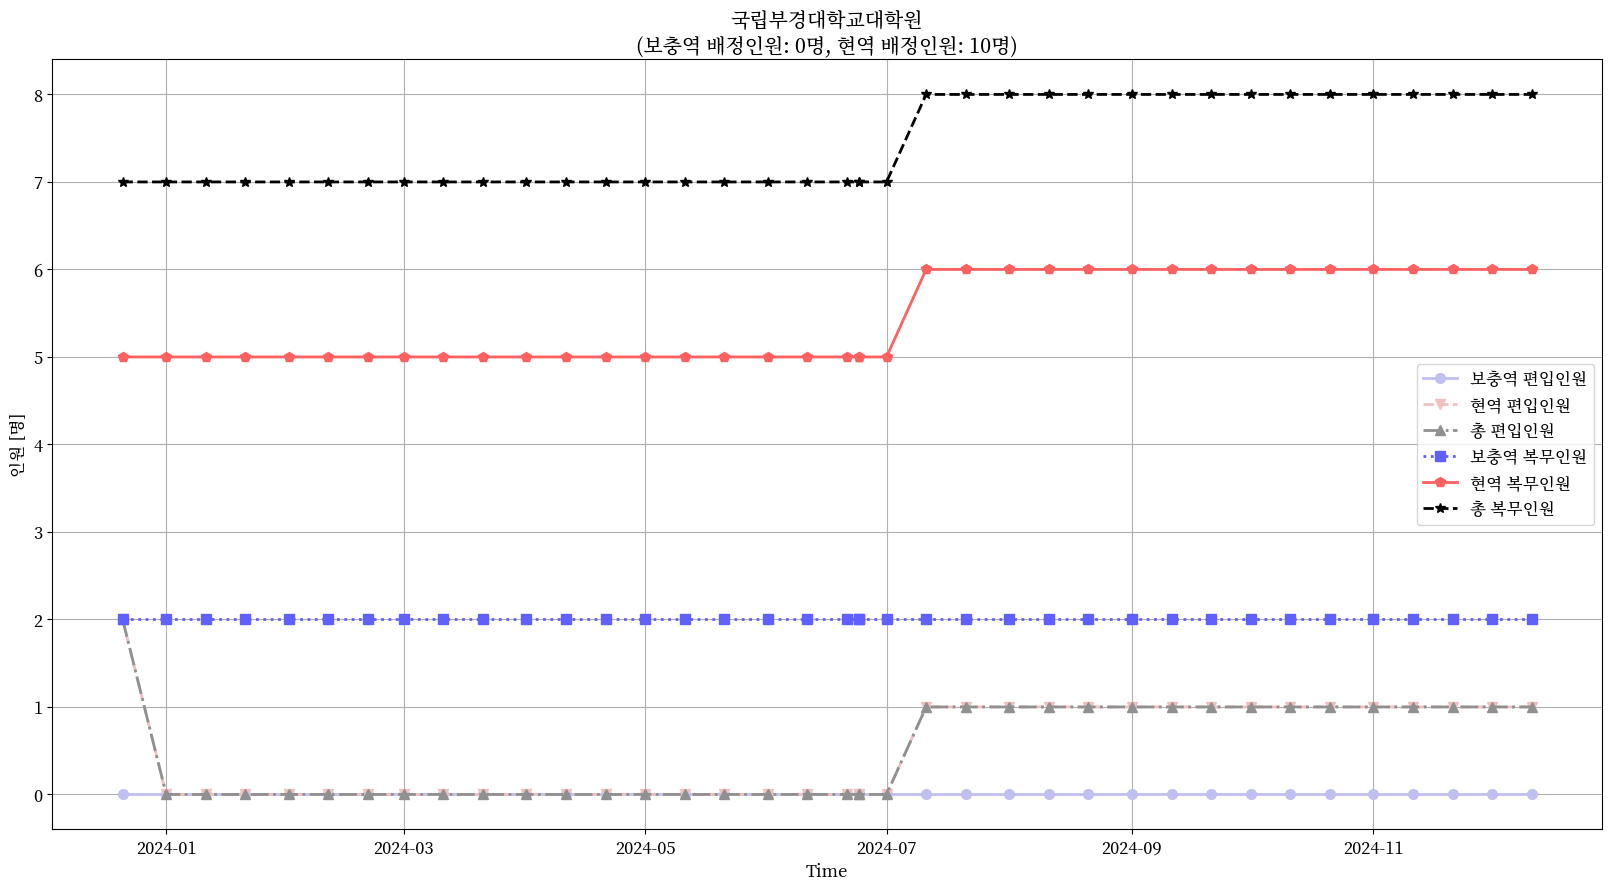 국립부경대학교대학원
(보충역 배정인원: 0명, 현역 배정인원: 10명)
인원 [명]
8
7
6
5
4
3
2
1
0
보충역 편입인원
현역 편입인원
총 편입인원
보충역 복무인원
현역 복무인원
총 복무인원
2024-01
2024-03
2024-05
2024-07
2024-09
2024-11
Time